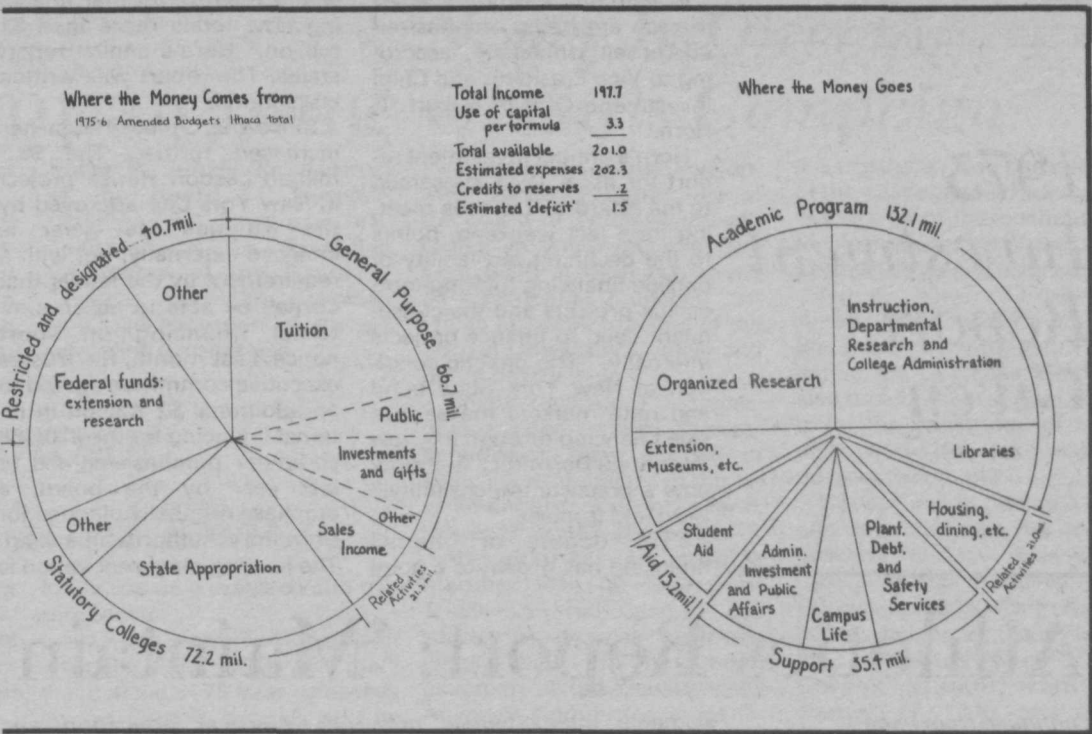 Where the Money Comes from
1975-6 Amended Budgets Ithaca total
Total Income 197.7
Use of capital
per formula 3.3
Total available 201.0
Estimated expenses 202.3
Credits to reserves .2
Estimated 'deficit' 1.5
Where the Money Goes
Restricted and designated 40.7mil.
General Purpose 66.7 mil.
Other
Tuition
Federal funds:
extension and
research
Public
Investments
and Gifts
Other
Other
Sales
Income
State Appropriation
Related
Activities
Statutory Colleges 72.2 mil.
Academic Program 132.1 mil.
Instruction,
Departmental
Research and
College Administration
Organized Research
Extension,
Museums, etc.
Libraries
Housing,
dining, etc.
Student
Aid
Admin.
Investment
and Public
Affairs
Plant,
Debt,
and
Safety
Services
Campus
Life
Aid 13.2mil.
Related
Activities
Support 35.4 mil.